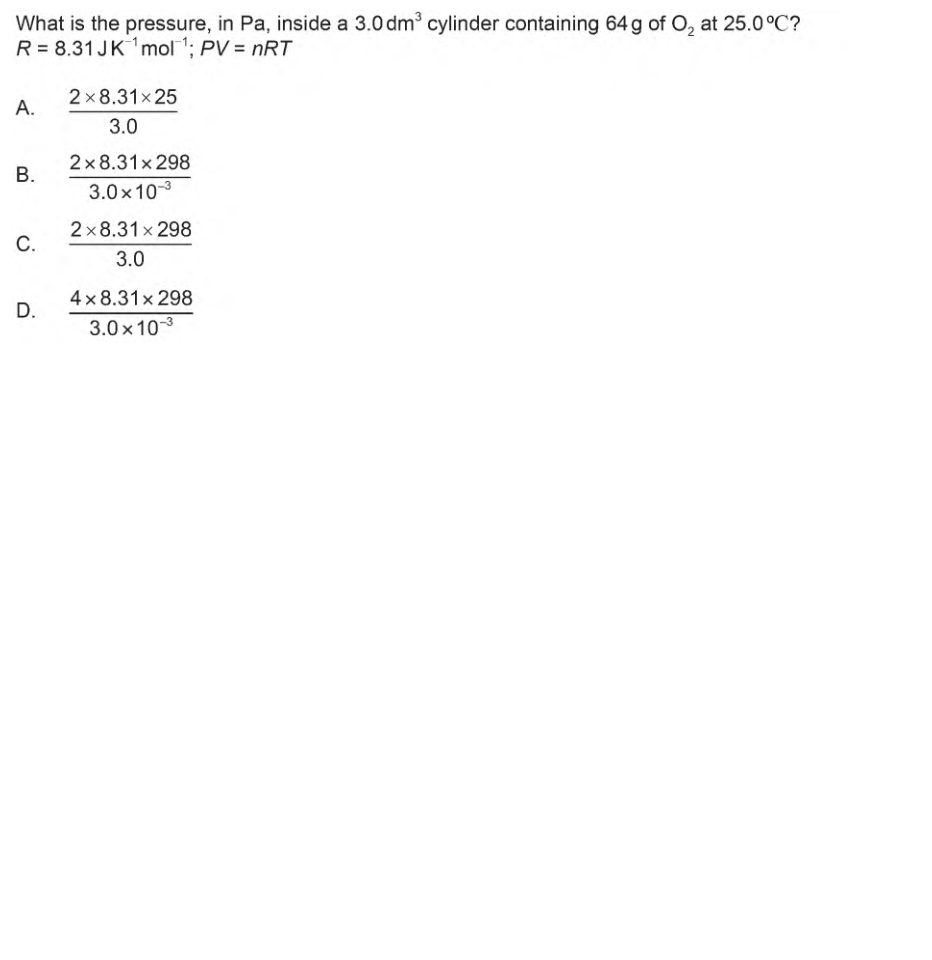 What is the pressure, in Pa, inside a 3.0 dm³ cylinder containing 64 g of O₂ at 25.0 °C?
R = 8.31 J K⁻¹ mol⁻¹; PV = nRT
A. 2 × 8.31 × 25
3.0
B. 2 × 8.31 × 298
3.0 × 10⁻³
C. 2 × 8.31 × 298
3.0
D. 4 × 8.31 × 298
3.0 × 10⁻³